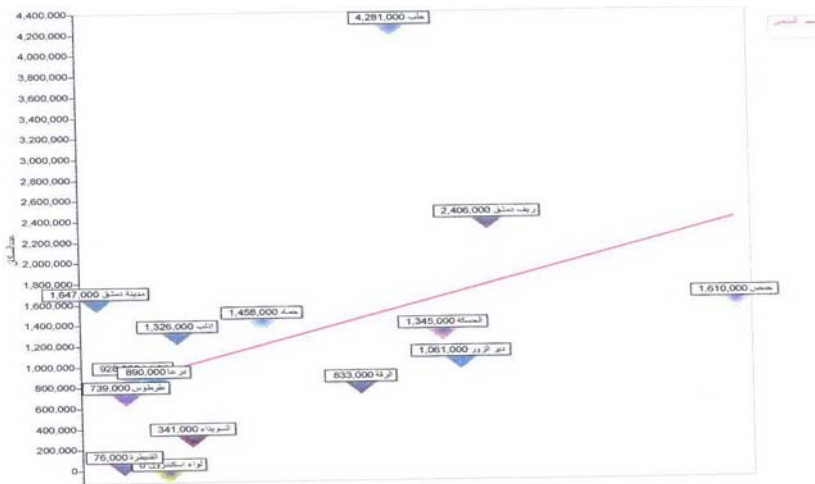 4,400,000
4,200,000
4,000,000
3,800,000
3,600,000
3,400,000
3,200,000
3,000,000
2,800,000
2,600,000
2,400,000
2,200,000
2,000,000
1,800,000
1,600,000
1,400,000
1,200,000
1,000,000
800,000
600,000
400,000
200,000
0
عدد السكان
حلب 4,281,000
ريف دمشق 2,406,000
حمص 1,610,000
مدينة دمشق 1,647,000
حماه 1,458,000
إدلب 1,326,000
الحسكة 1,345,000
دير الزور 1,061,000
درعا 890,000
الرقة 833,000
طرطوس 739,000
السويداء 341,000
القنيطرة 76,000
لواء اسكندرون 0